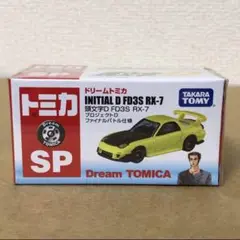 ドリームトミカ
トミカ
INITIAL D FD3S RX-7
頭文字D FD3S RX-7
プロジェクトD
ファイナルバトル仕様
TAKARA
TOMY
SP
Dream TOMICA